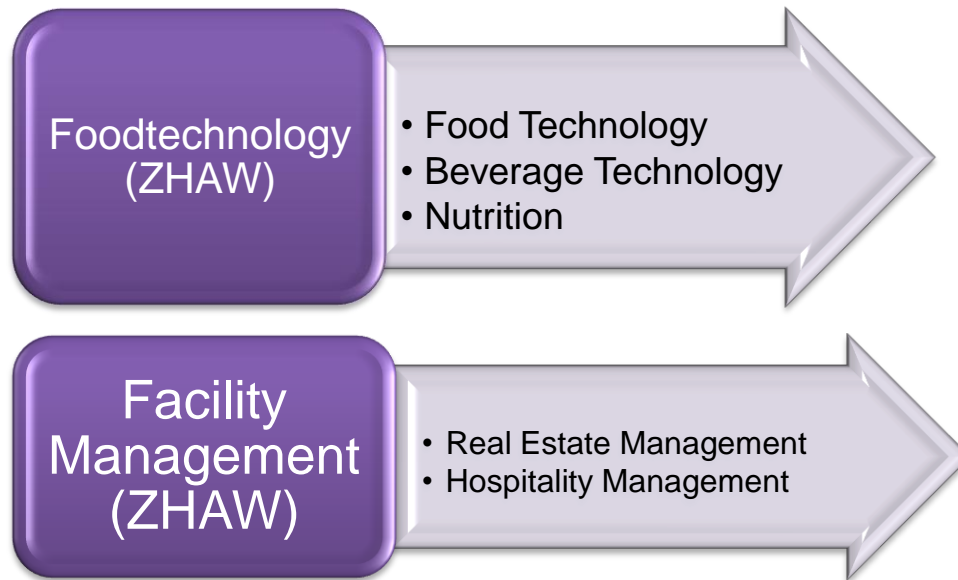 Foodtechnology
(ZHAW)
• Food Technology
• Beverage Technology
• Nutrition
Facility
Management
(ZHAW)
• Real Estate Management
• Hospitality Management